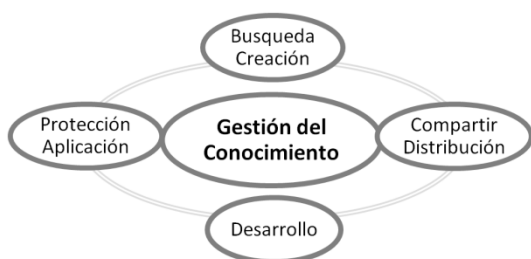 Busqueda
Creación
Protección
Aplicación
Gestión del
Conocimiento
Compartir
Distribución
Desarrollo